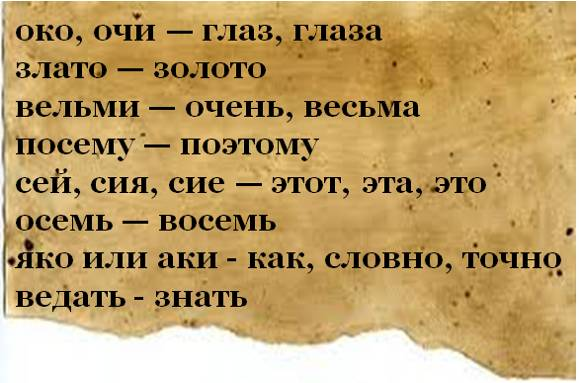 око, очи — глаз, глаза
злато — золото
вельми — очень, весьма
посему — поэтому
сей, сия, сие — этот, эта, это
осемь — восемь
яко или аки - как, словно, точно
ведать - знать